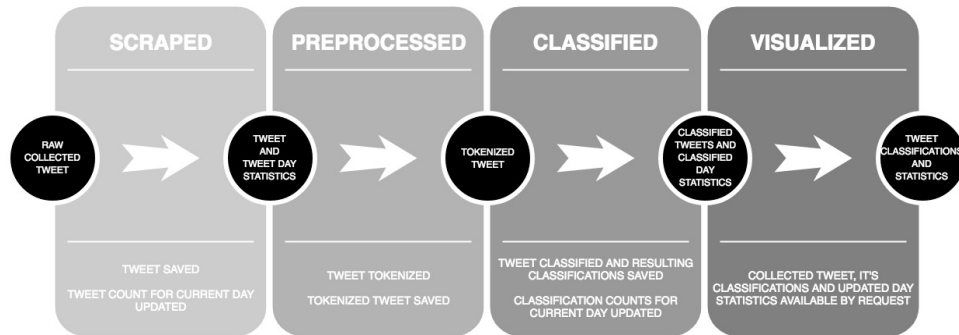 SCRAPED
PREPROCESSED
CLASSIFIED
VISUALIZED
RAW
COLLECTED
TWEET
TWEET
AND
TWEET DAY
STATISTICS
TOKENIZED
TWEET
CLASSIFIED
TWEETS AND
CLASSIFIED
DAY
STATISTICS
TWEET
CLASSIFICATIONS
AND
STATISTICS
TWEET SAVED
TWEET COUNT FOR CURRENT DAY
UPDATED
TWEET TOKENIZED
TOKENIZED TWEET SAVED
TWEET CLASSIFIED AND RESULTING
CLASSIFICATIONS SAVED
CLASSIFICATION COUNTS FOR
CURRENT DAY UPDATED
COLLECTED TWEET, IT'S
CLASSIFICATIONS AND UPDATED DAY
STATISTICS AVAILABLE BY REQUEST